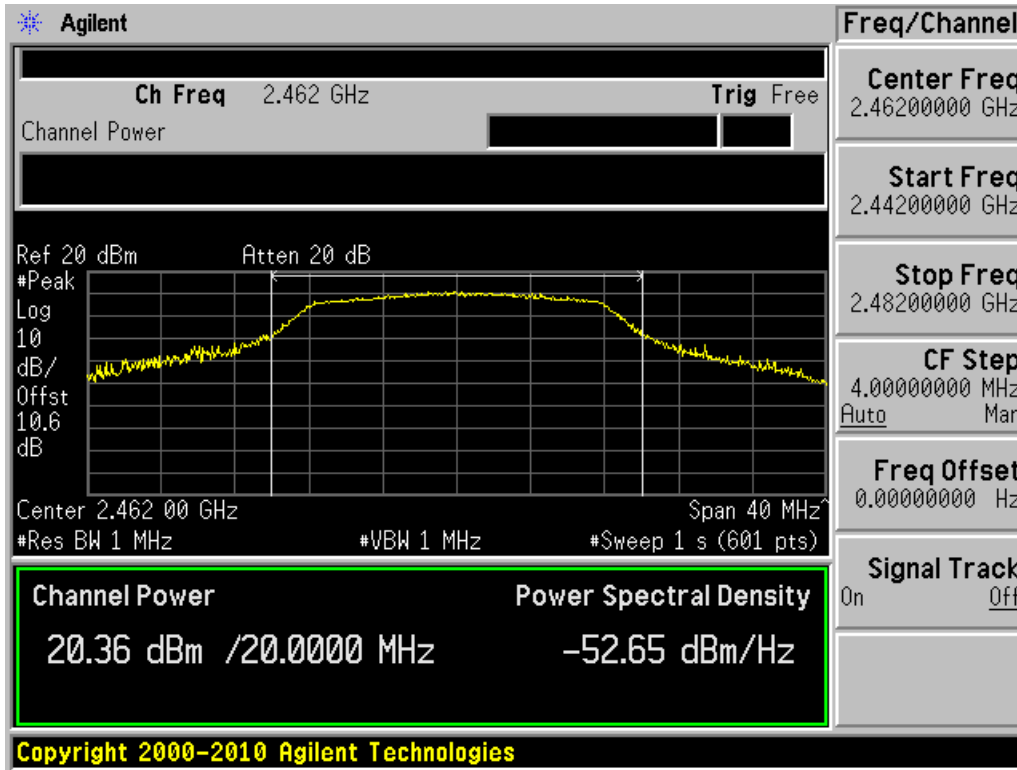 Agilent
Freq/Channel
Ch Freq 2.462 GHz Trig Free
Channel Power
Center Freq
2.46200000 GHz
Start Freq
2.44200000 GHz
Stop Freq
2.48200000 GHz
CF Step
4.00000000 MHz
Auto Man
Freq Offset
0.00000000 Hz
Signal Track
On Off
Ref 20 dBm Atten 20 dB
#Peak
Log
10
dB/
Offst
10.6
dB
Center 2.462 00 GHz Span 40 MHz^
#Res BW 1 MHz #VBW 1 MHz #Sweep 1 s (601 pts)
Channel Power Power Spectral Density
20.36 dBm /20.0000 MHz -52.65 dBm/Hz
Copyright 2000-2010 Agilent Technologies